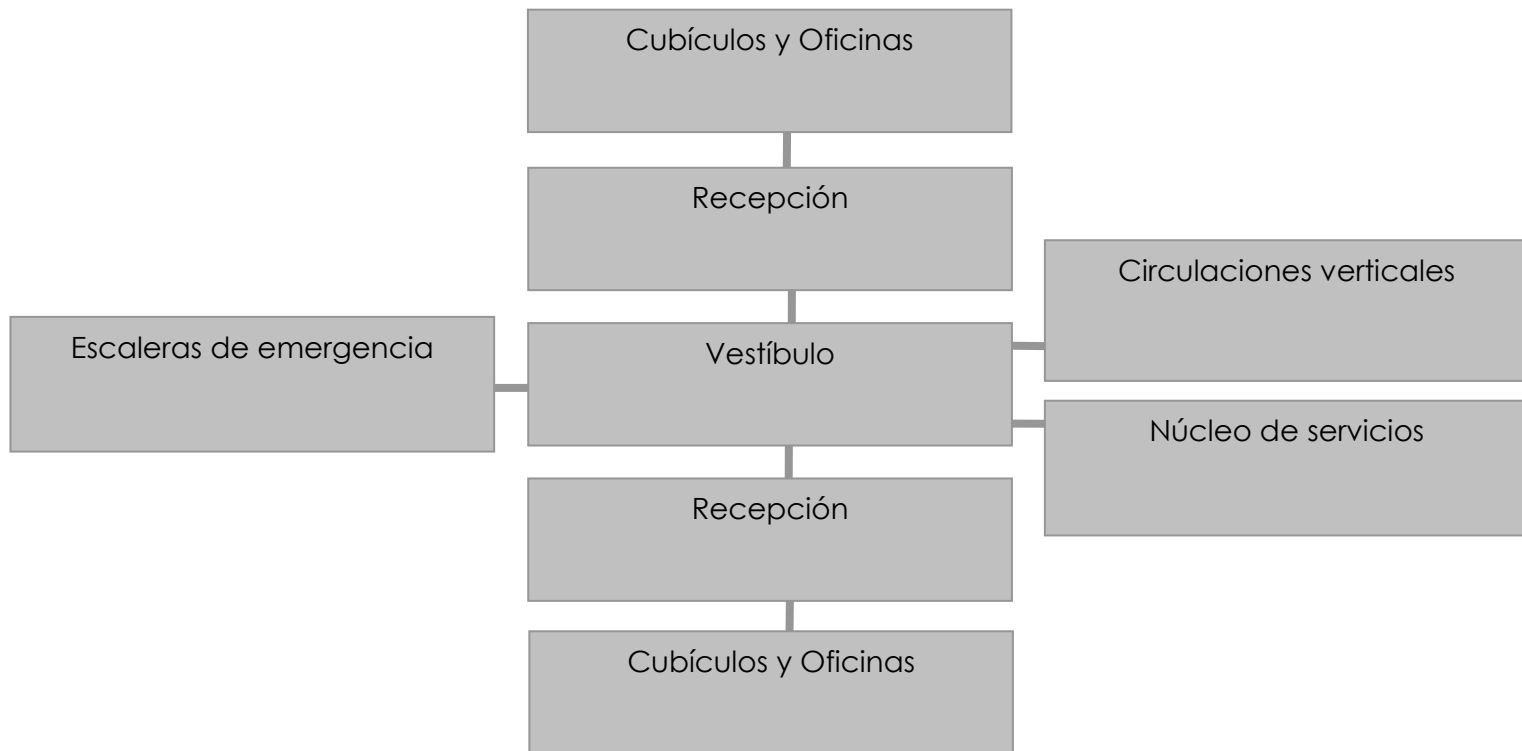 Cubículos y Oficinas
Recepción
Circulaciones verticales
Escaleras de emergencia
Vestíbulo
Núcleo de servicios
Recepción
Cubículos y Oficinas